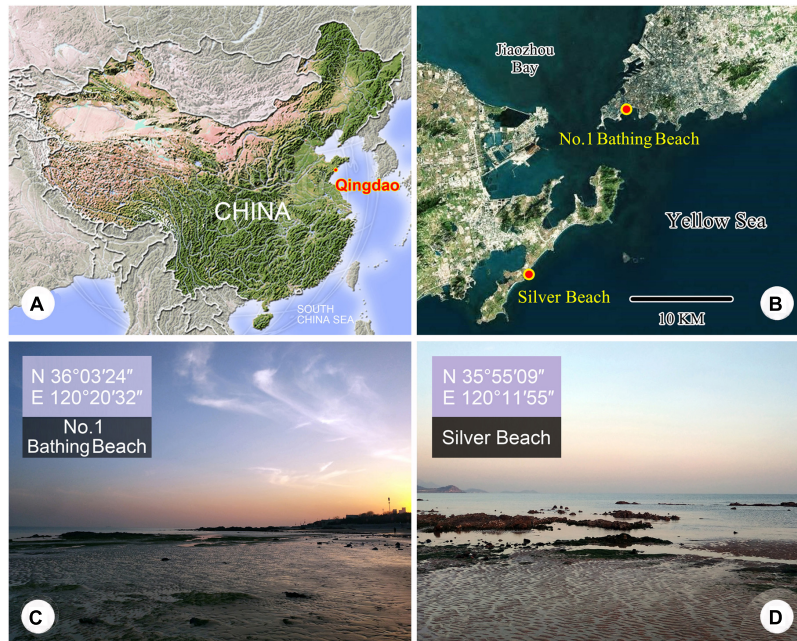 CHINA
Qingdao
SOUTH
CHINA SEA
A
Jiaozhou
Bay
No.1 Bathing Beach
Yellow Sea
Silver Beach
10 KM
B
N 36°03′24″
E 120°20′32″
No.1
Bathing Beach
C
N 35°55′09″
E 120°11′55″
Silver Beach
D